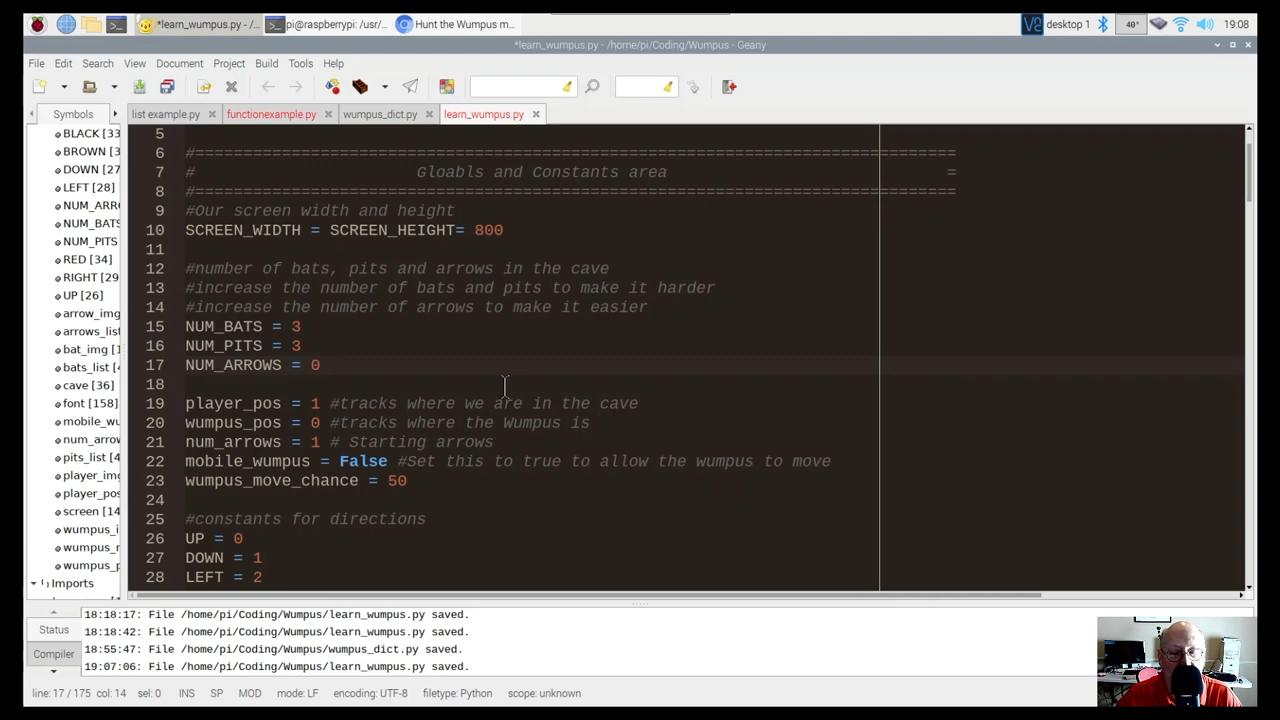 *learn_wumpus.py - /...
pi@raspberrypi: /usr/...
Hunt the Wumpus m...
desktop 1
40°
19:08
*learn_wumpus.py - /home/pi/Coding/Wumpus - Geany
File Edit Search View Document Project Build Tools Help
Symbols
list example.py
functionexample.py
wumpus_dict.py
learn_wumpus.py
BLACK [33
BROWN [3
DOWN [27
LEFT [28]
NUM_ARR
NUM_BATS
NUM_PITS
RED [34]
RIGHT [29
UP [26]
arrow_img
arrows_list
bat_img [1
bats_list [4
cave [36]
font [158]
mobile_wu
num_arrow
pits_list [4
player_img
player_pos
screen [14
wumpus_i
wumpus_r
wumpus_p
Imports
5
6 #===============================================================================
7 # Gloabls and Constants area =
8 #===============================================================================
9 #Our screen width and height
10 SCREEN_WIDTH = SCREEN_HEIGHT= 800
11
12 #number of bats, pits and arrows in the cave
13 #increase the number of bats and pits to make it harder
14 #increase the number of arrows to make it easier
15 NUM_BATS = 3
16 NUM_PITS = 3
17 NUM_ARROWS = 0
18
19 player_pos = 1 #tracks where we are in the cave
20 wumpus_pos = 0 #tracks where the Wumpus is
21 num_arrows = 1 # Starting arrows
22 mobile_wumpus = False #Set this to true to allow the wumpus to move
23 wumpus_move_chance = 50
24
25 #constants for directions
26 UP = 0
27 DOWN = 1
28 LEFT = 2
Status
Compiler
18:18:17: File /home/pi/Coding/Wumpus/learn_wumpus.py saved.
18:18:42: File /home/pi/Coding/Wumpus/learn_wumpus.py saved.
18:55:47: File /home/pi/Coding/Wumpus/wumpus_dict.py saved.
19:07:06: File /home/pi/Coding/Wumpus/learn_wumpus.py saved.
line: 17 / 175 col: 14 sel: 0 INS SP MOD mode: LF encoding: UTF-8 filetype: Python scope: unknown